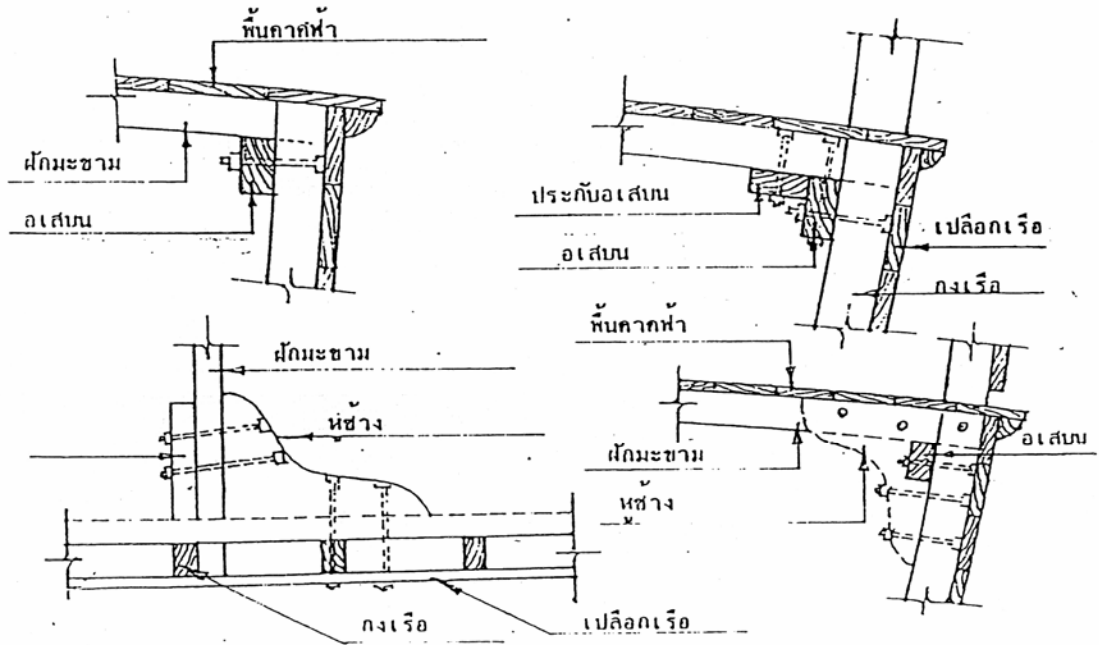 พื้นดาดฟ้า
ฝักมะขาม
อเสบน
ประกับอเสบน
อเสบน
เปลือกเรือ
กงเรือ
ฝักมะขาม
หูช้าง
กงเรือ
เปลือกเรือ
พื้นดาดฟ้า
ฝักมะขาม
หูช้าง
อเสบน